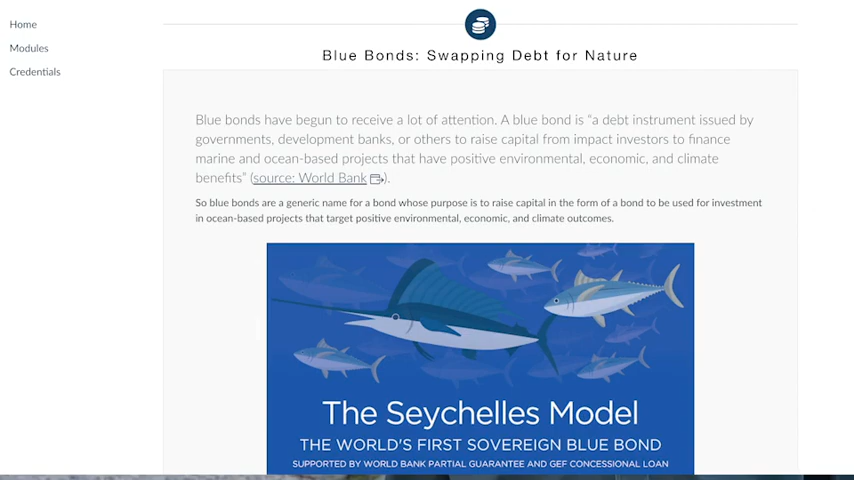 Home
Modules
Credentials
Blue Bonds: Swapping Debt for Nature
Blue bonds have begun to receive a lot of attention. A blue bond is “a debt instrument issued by
governments, development banks, or others to raise capital from impact investors to finance
marine and ocean-based projects that have positive environmental, economic, and climate
benefits” (source: World Bank ).
So blue bonds are a generic name for a bond whose purpose is to raise capital in the form of a bond to be used for investment
in ocean-based projects that target positive environmental, economic, and climate outcomes.
The Seychelles Model
THE WORLD'S FIRST SOVEREIGN BLUE BOND
SUPPORTED BY WORLD BANK PARTIAL GUARANTEE AND GEF CONCESSIONAL LOAN